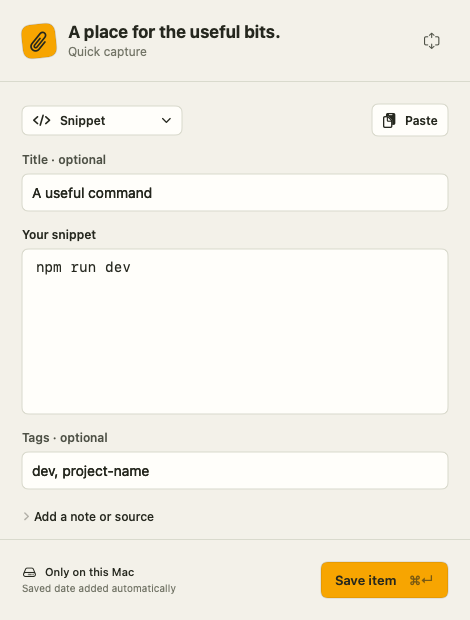 A place for the useful bits.
Quick capture
</> Snippet
Paste
Title · optional
A useful command
Your snippet
npm run dev
Tags · optional
dev, project-name
Add a note or source
Only on this Mac
Saved date added automatically
Save item ⌘↵